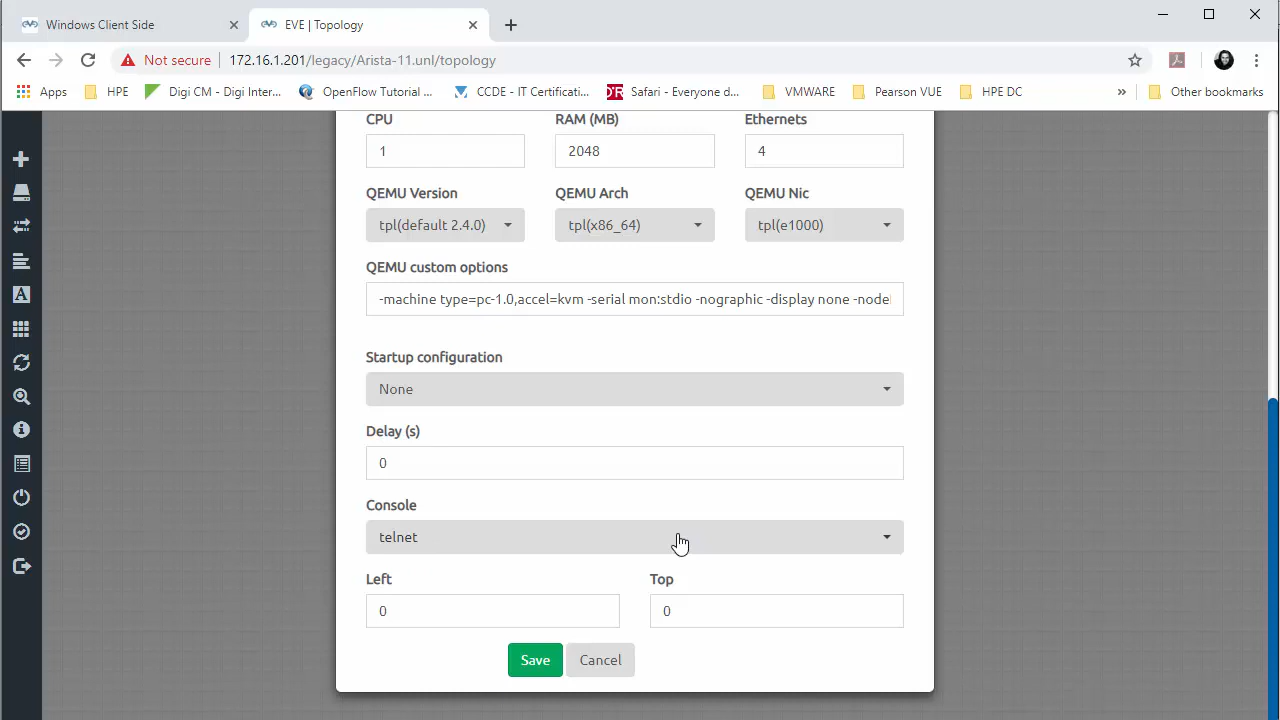 Windows Client Side
EVE | Topology
Not secure
172.16.1.201/legacy/Arista-11.unl/topology
Apps
HPE
Digi CM - Digi Inter...
OpenFlow Tutorial ...
CCDE - IT Certificati...
Safari - Everyone d...
VMWARE
Pearson VUE
HPE DC
»
Other bookmarks
CPU
RAM (MB)
Ethernets
1
2048
4
QEMU Version
QEMU Arch
QEMU Nic
tpl(default 2.4.0)
tpl(x86_64)
tpl(e1000)
QEMU custom options
-machine type=pc-1.0,accel=kvm -serial mon:stdio -nographic -display none -nodef
Startup configuration
None
Delay (s)
0
Console
telnet
Left
Top
0
0
Save
Cancel